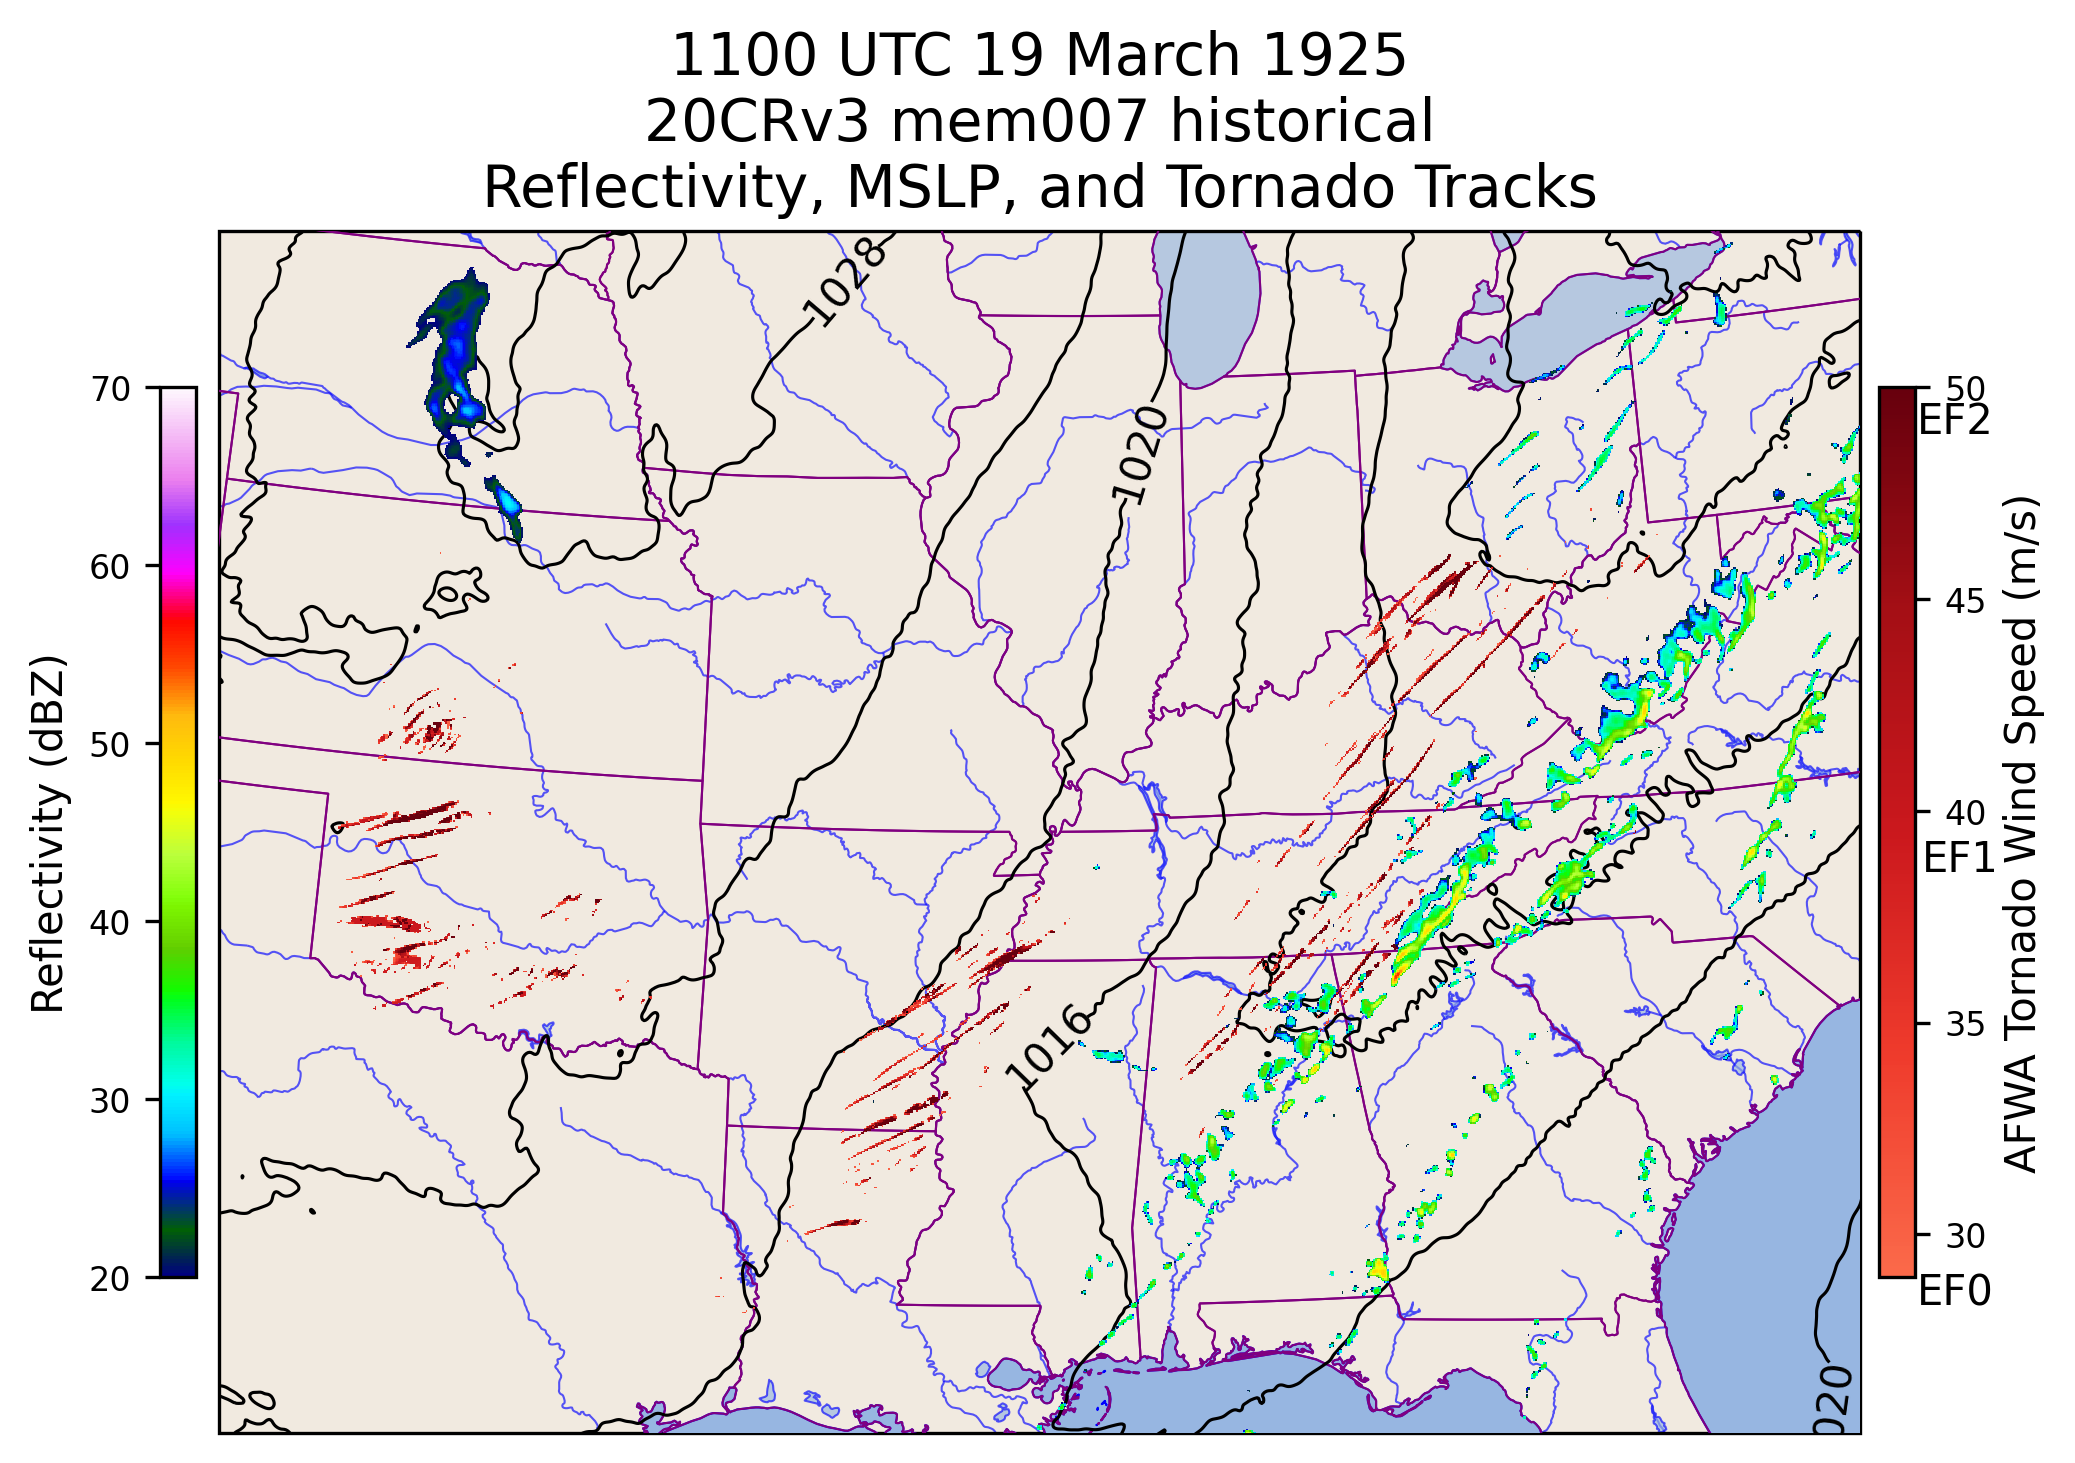 1100 UTC 19 March 1925
20CRv3 mem007 historical
Reflectivity, MSLP, and Tornado Tracks
1028
1020
1016
020
70
60
50
40
30
20
Reflectivity (dBZ)
50
EF2
45
40
EF1
35
30
EF0
AFWA Tornado Wind Speed (m/s)